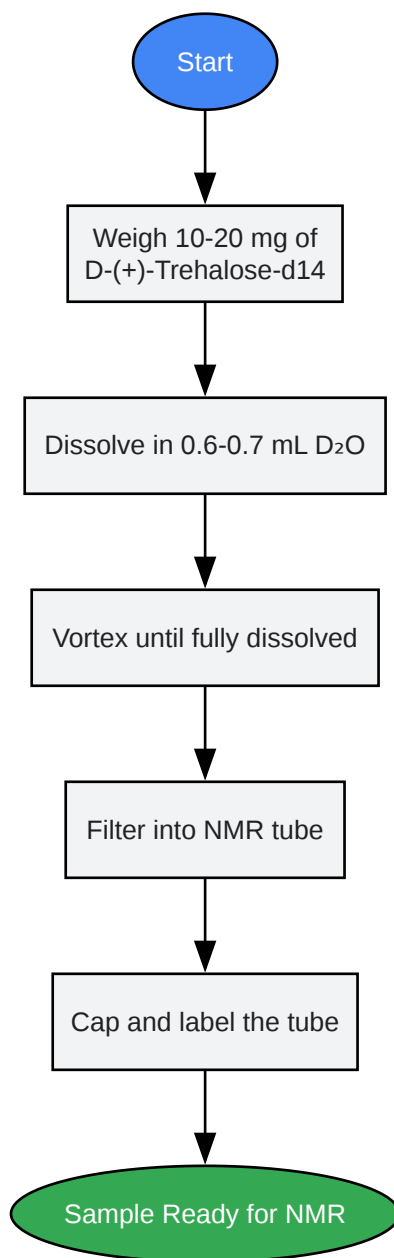 Start
Weigh 10-20 mg of
D-(+)-Trehalose-d14
Dissolve in 0.6-0.7 mL D₂O
Vortex until fully dissolved
Filter into NMR tube
Cap and label the tube
Sample Ready for NMR